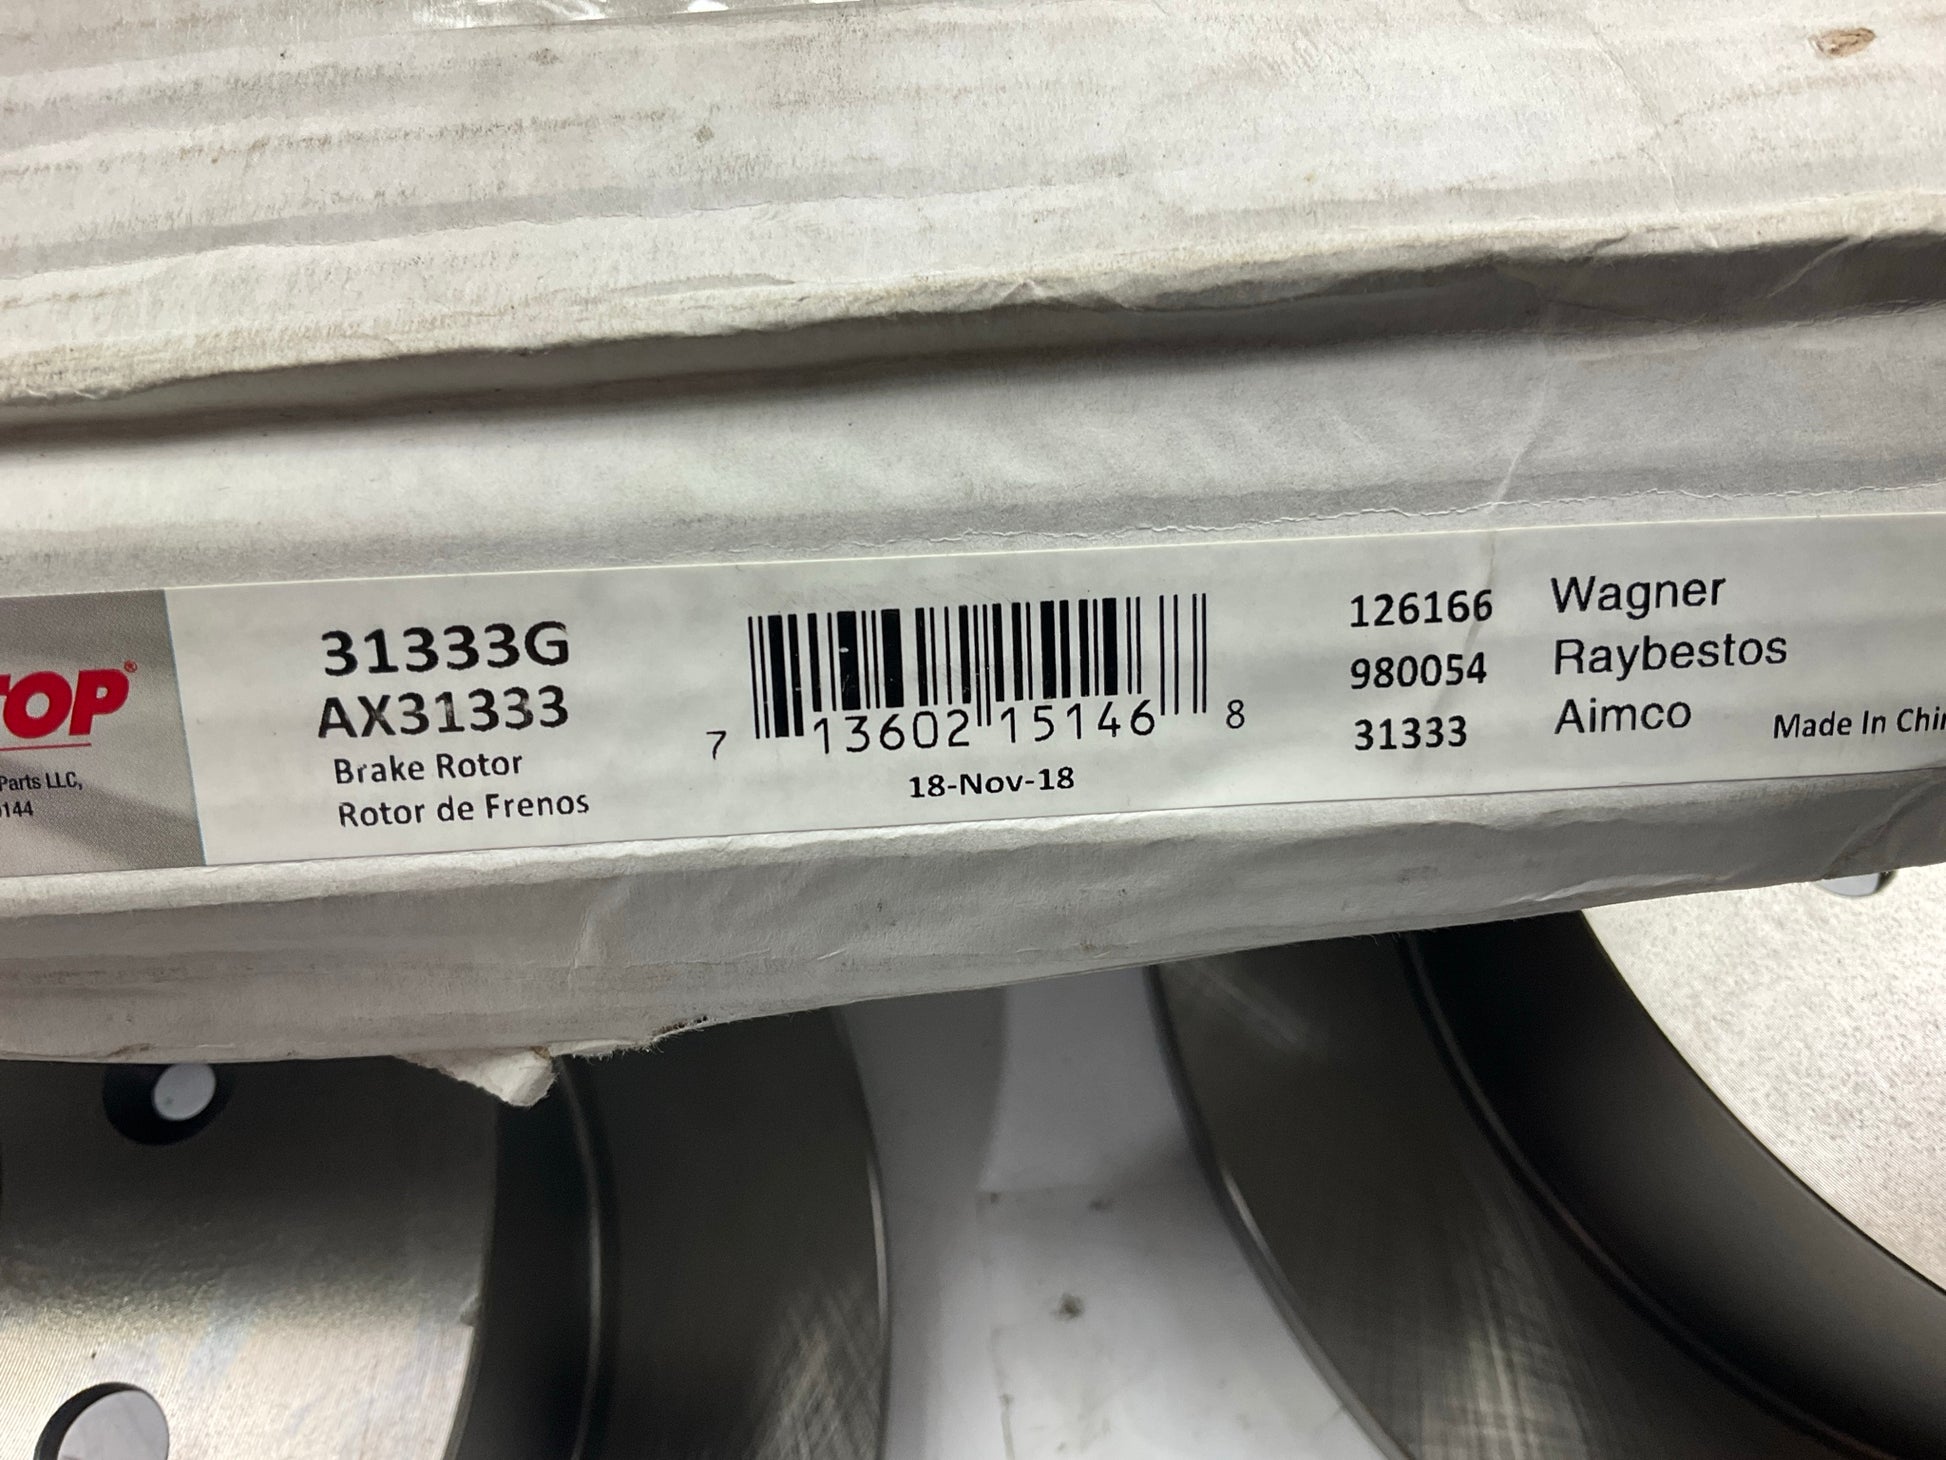 TOP®
Parts LLC,
144
31333G
AX31333
Brake Rotor
Rotor de Frenos
7 13602 15146 8
18-Nov-18
126166 Wagner
980054 Raybestos
31333 Aimco
Made In Chi